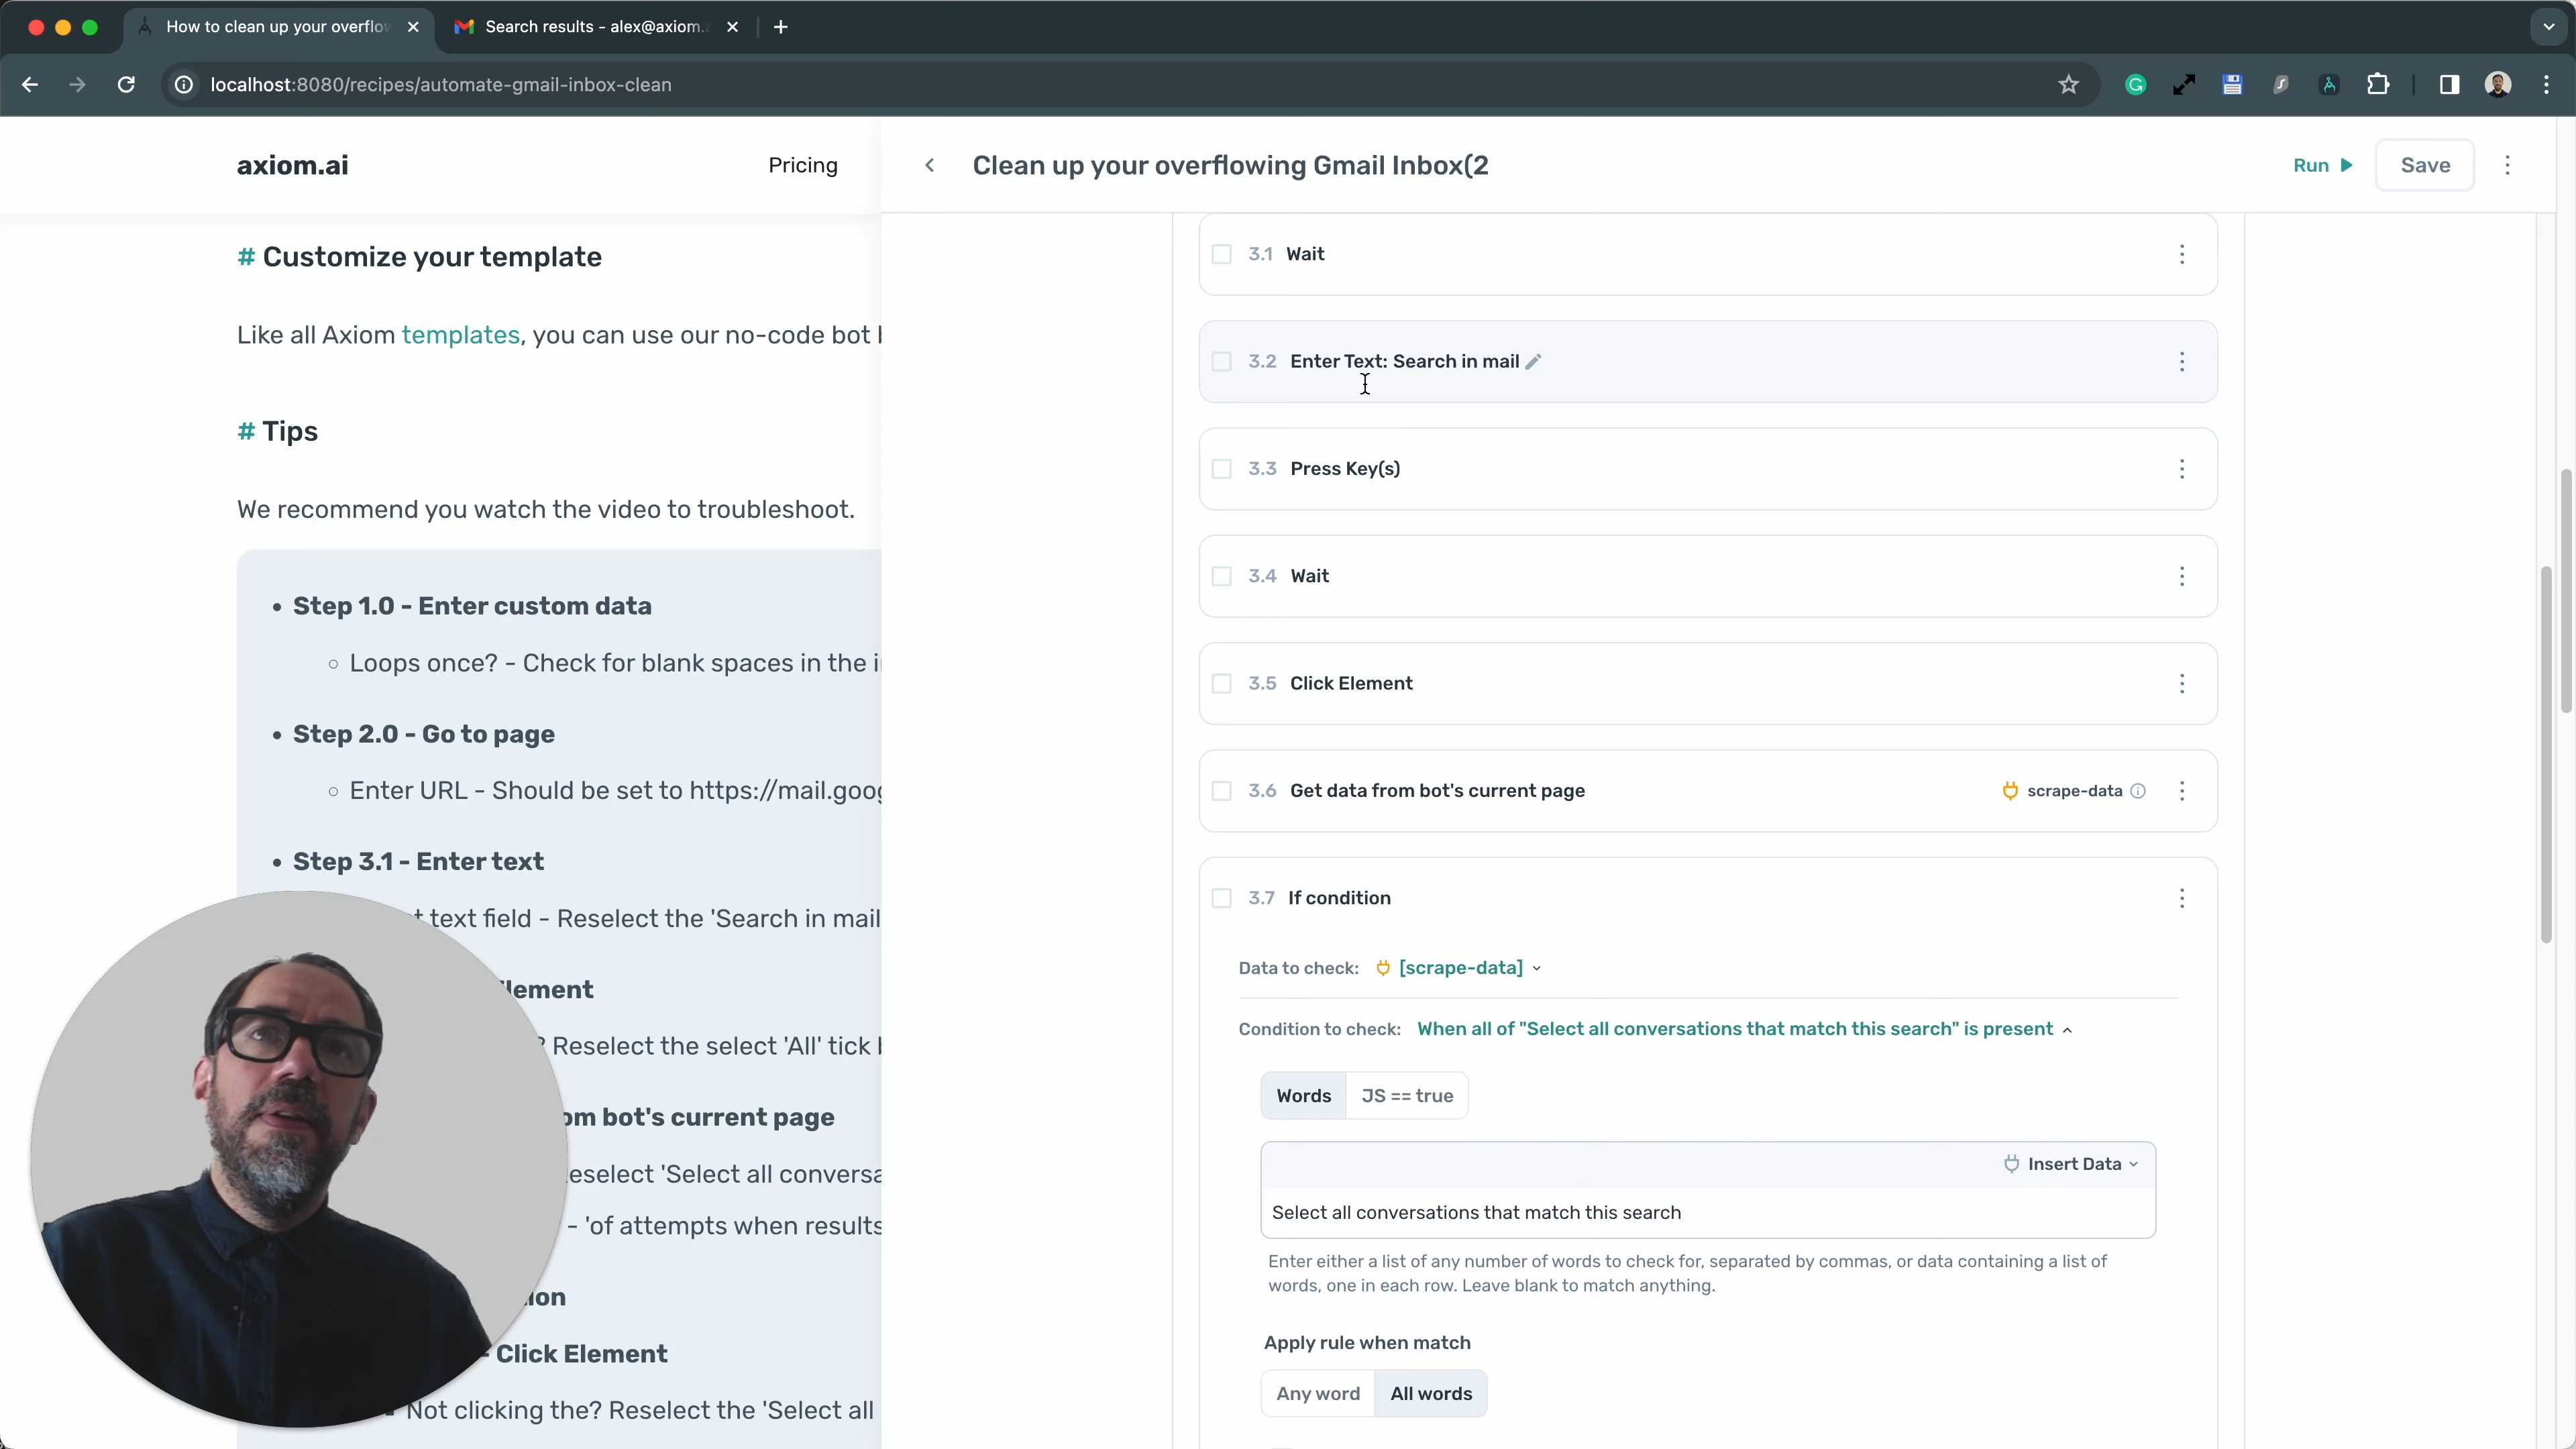 How to clean up your overflow
Search results - alex@axiom.a
localhost:8080/recipes/automate-gmail-inbox-clean
axiom.ai
Pricing
# Customize your template
Like all Axiom templates, you can use our no-code bot
# Tips
We recommend you watch the video to troubleshoot.
• Step 1.0 - Enter custom data
○ Loops once? - Check for blank spaces in the
• Step 2.0 - Go to page
○ Enter URL - Should be set to https://mail.goog
• Step 3.1 - Enter text
text field - Reselect the 'Search in mail
lement
? Reselect the select 'All' tick
om bot's current page
eselect 'Select all conversa
- 'of attempts when results
ion
- Click Element
Not clicking the? Reselect the 'Select all
Clean up your overflowing Gmail Inbox(2
Run
Save
3.1 Wait
3.2 Enter Text: Search in mail
3.3 Press Key(s)
3.4 Wait
3.5 Click Element
3.6 Get data from bot's current page
scrape-data
3.7 If condition
Data to check: [scrape-data]
Condition to check: When all of "Select all conversations that match this search" is present
Words
JS == true
Insert Data
Select all conversations that match this search
Enter either a list of any number of words to check for, separated by commas, or data containing a list of
words, one in each row. Leave blank to match anything.
Apply rule when match
Any word
All words